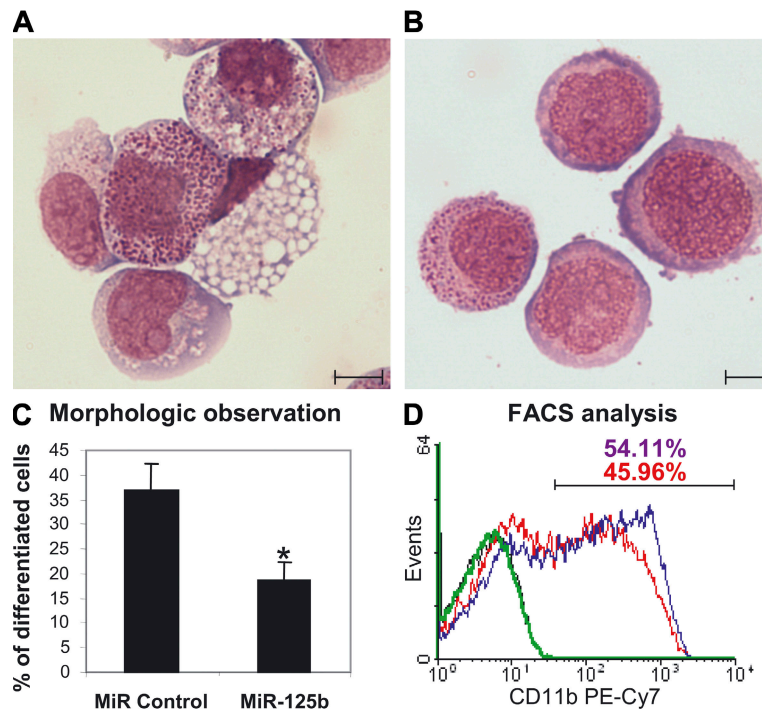 A
B
C Morphologic observation
% of differentiated cells
45
40
35
30
25
20
15
10
5
0
*
MiR Control
MiR-125b
D FACS analysis
54.11%
45.96%
64
Events
0
10⁰
10¹
10²
10³
10⁴
CD11b PE-Cy7